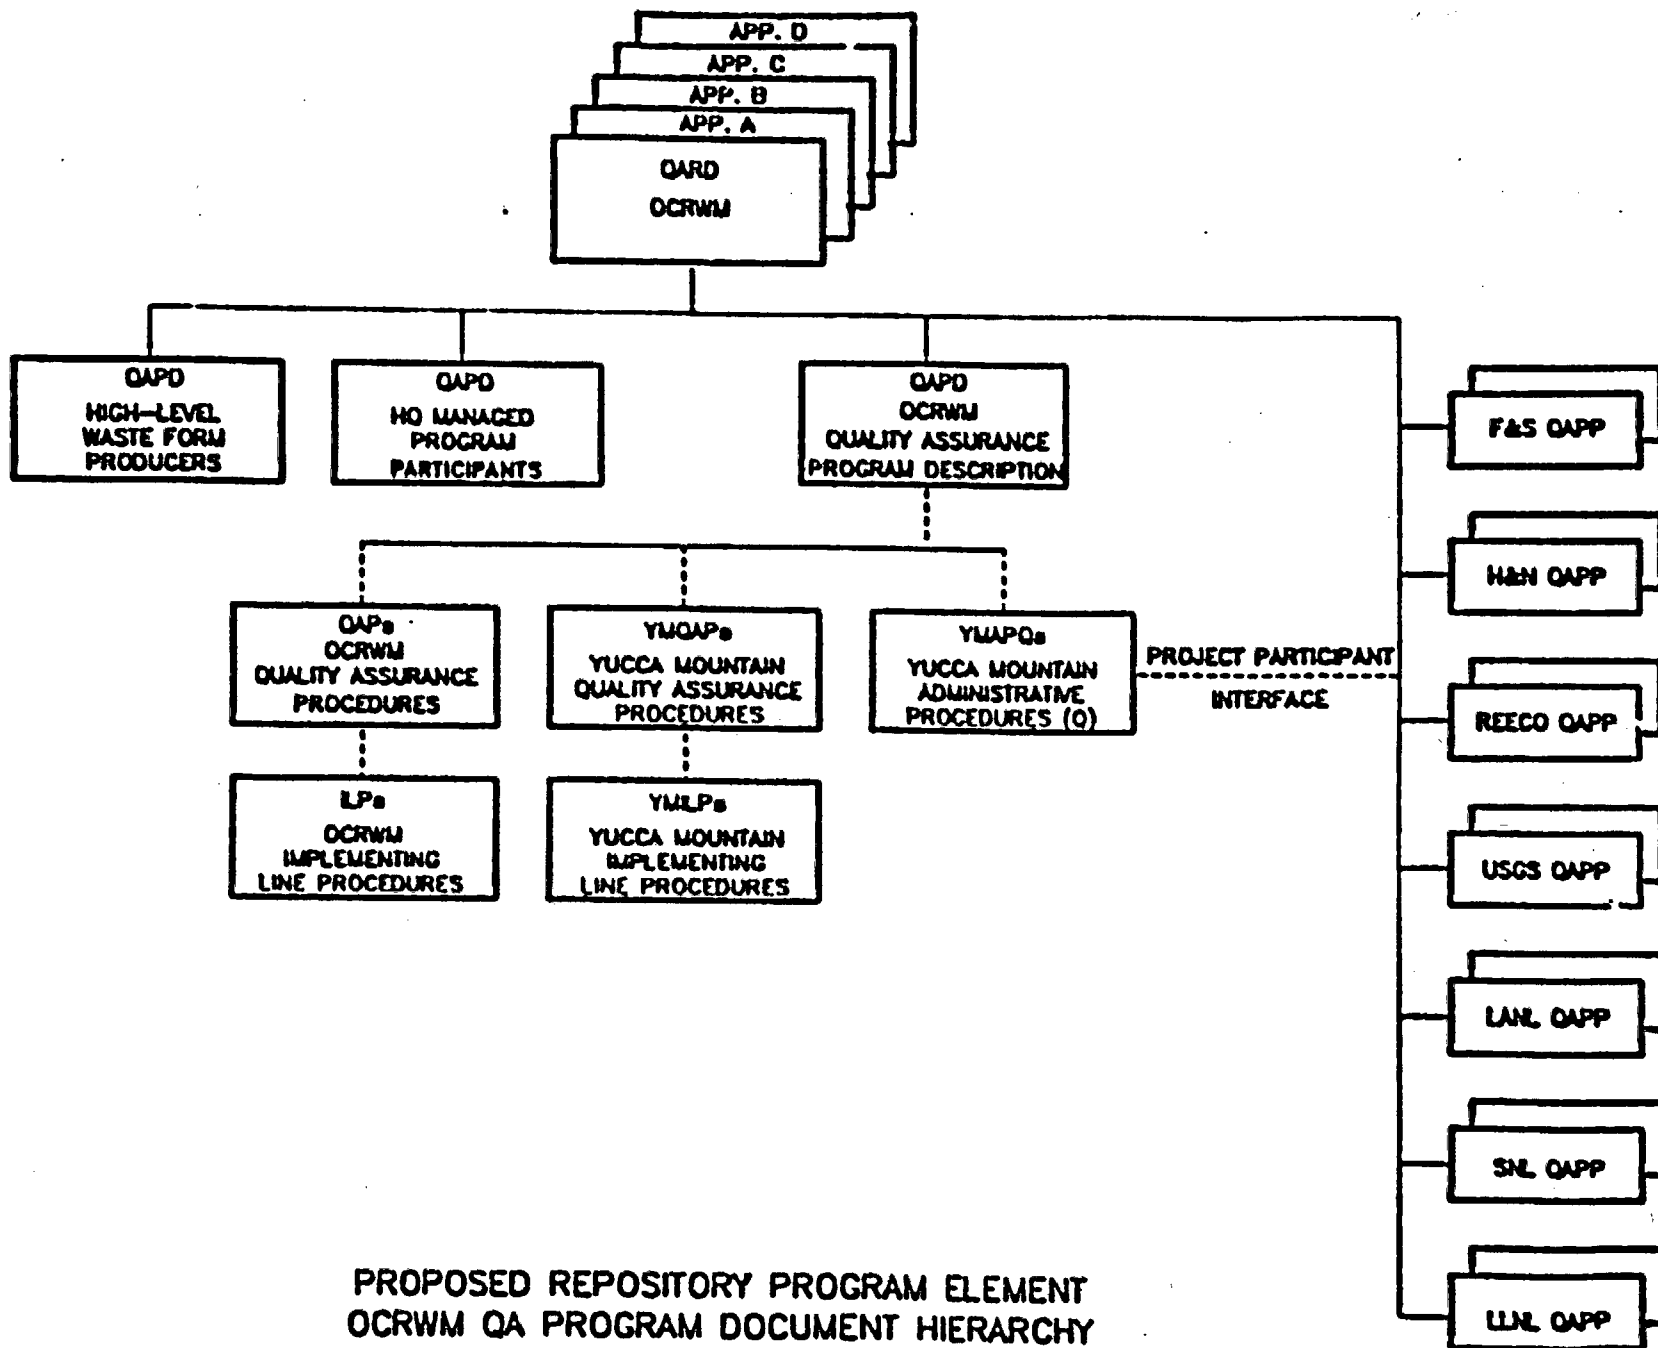 APP. D
APP. C
APP. B
APP. A
QARD
OCRWM
QAPD
HIGH-LEVEL
WASTE FORM
PRODUCERS
QAPD
HQ MANAGED
PROGRAM
PARTICIPANTS
QAPD
OCRWM
QUALITY ASSURANCE
PROGRAM DESCRIPTION
QAPs
OCRWM
QUALITY ASSURANCE
PROCEDURES
YMQAPs
YUCCA MOUNTAIN
QUALITY ASSURANCE
PROCEDURES
YMAPQs
YUCCA MOUNTAIN
ADMINISTRATIVE
PROCEDURES (Q)
PROJECT PARTICIPANT
INTERFACE
ILPs
OCRWM
IMPLEMENTING
LINE PROCEDURES
YMILPs
YUCCA MOUNTAIN
IMPLEMENTING
LINE PROCEDURES
F&S QAPP
H&N QAPP
REECO QAPP
USGS QAPP
LANL QAPP
SNL QAPP
LLNL QAPP
PROPOSED REPOSITORY PROGRAM ELEMENT
OCRWM QA PROGRAM DOCUMENT HIERARCHY